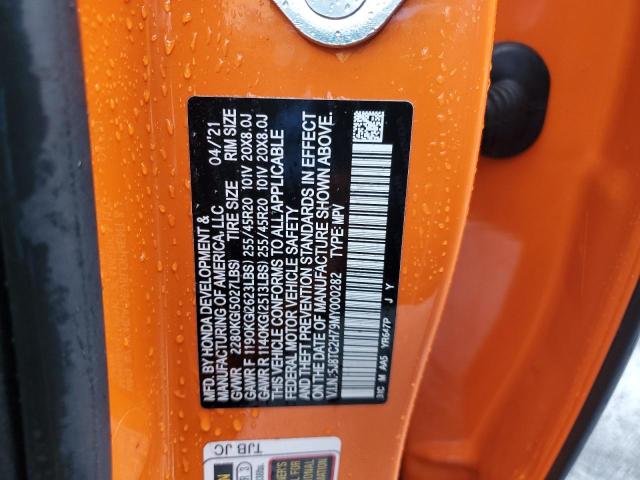 MFD. BY HONDA DEVELOPMENT & 04/'21
MANUFACTURING OF AMERICA, LLC
TIRE SIZE RIM SIZE
GVWR 2280KG(5027LBS)
GAWR F 1190KG(2623LBS) 255/45R20 101V 20X8.0J
GAWR R 1140KG(2513LBS) 255/45R20 101V 20X8.0J
THIS VEHICLE CONFORMS TO ALL APPLICABLE
FEDERAL MOTOR VEHICLE SAFETY
AND THEFT PREVENTION STANDARDS IN EFFECT
ON THE DATE OF MANUFACTURE SHOWN ABOVE.
V.I.N: 5J8TC2H79MY000282 TYPE: MPV
M AA5 YR647P J Y
TJB JC